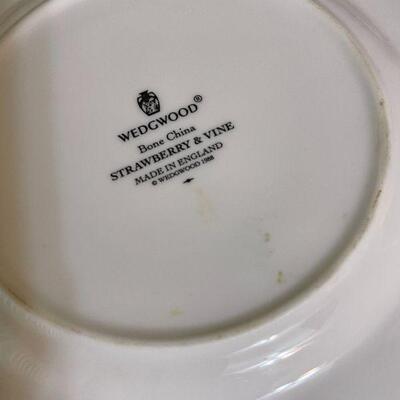 WEDGWOOD®
Bone China
STRAWBERRY & VINE
MADE IN ENGLAND
© WEDGWOOD 1988